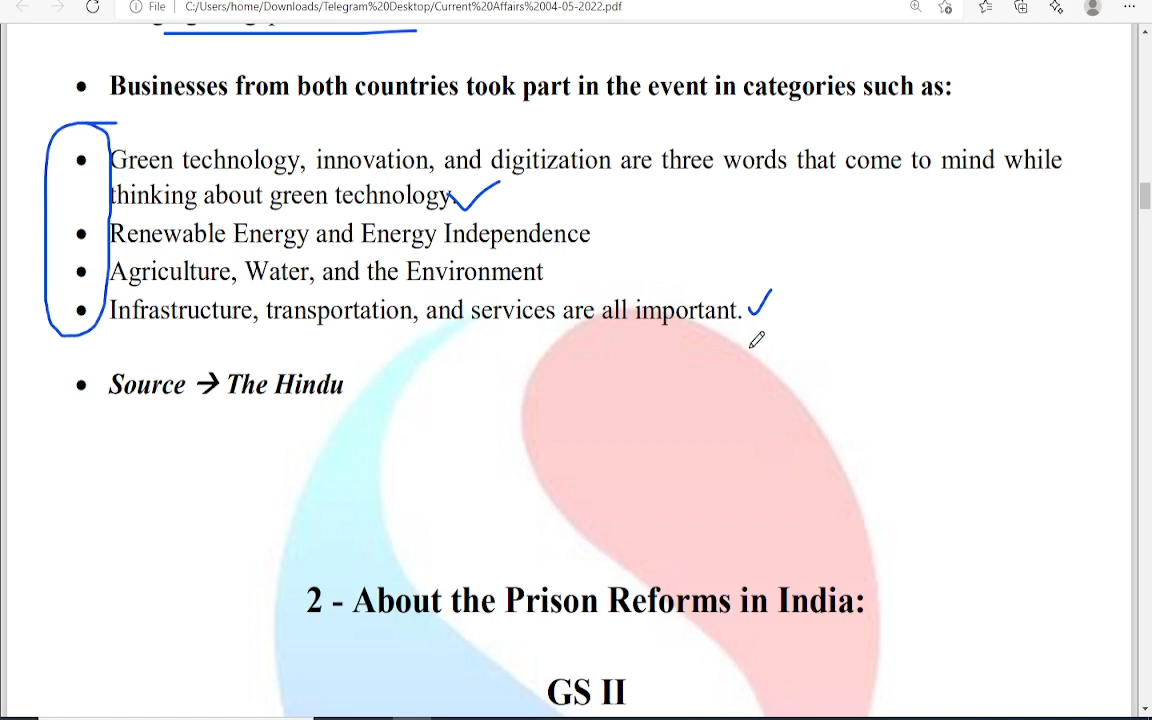 File
C:/Users/home/Downloads/Telegram%20Desktop/Current%20Affairs%2004-05-2022.pdf
• Businesses from both countries took part in the event in categories such as:
• Green technology, innovation, and digitization are three words that come to mind while
thinking about green technology.
• Renewable Energy and Energy Independence
• Agriculture, Water, and the Environment
• Infrastructure, transportation, and services are all important.
• Source → The Hindu
2 - About the Prison Reforms in India:
GS II